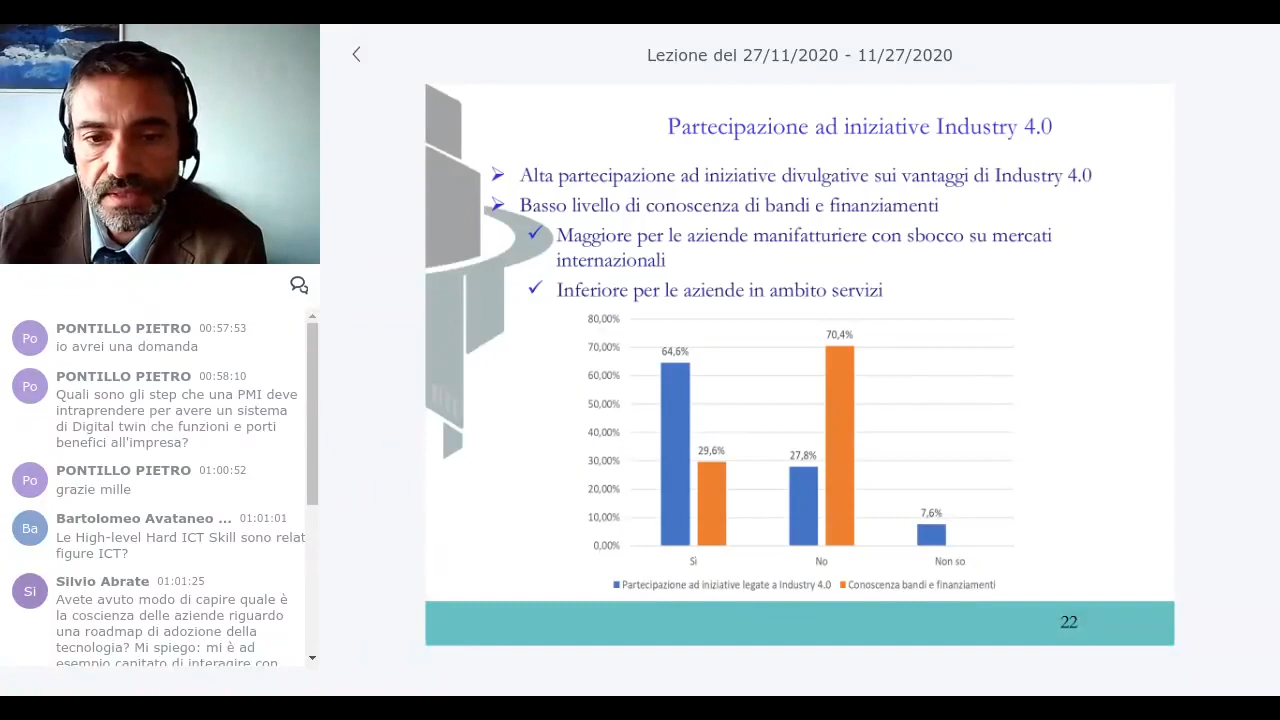 Lezione del 27/11/2020 - 11/27/2020
Partecipazione ad iniziative Industry 4.0
Alta partecipazione ad iniziative divulgative sui vantaggi di Industry 4.0
Basso livello di conoscenza di bandi e finanziamenti
Maggiore per le aziende manifatturiere con sbocco su mercati
internazionali
Inferiore per le aziende in ambito servizi
80,00%
70,00%
60,00%
50,00%
40,00%
30,00%
20,00%
10,00%
0,00%
64,6%
29,6%
27,8%
70,4%
7,6%
Sì
No
Non so
Partecipazione ad iniziative legate a Industry 4.0
Conoscenza bandi e finanziamenti
22
Po
PONTILLO PIETRO 00:57:53
io avrei una domanda
Po
PONTILLO PIETRO 00:58:10
Quali sono gli step che una PMI deve
intraprendere per avere un sistema
di Digital twin che funzioni e porti
benefici all'impresa?
Po
PONTILLO PIETRO 01:00:52
grazie mille
Ba
Bartolomeo Avataneo ... 01:01:01
Le High-level Hard ICT Skill sono relat
figure ICT?
Si
Silvio Abrate 01:01:25
Avete avuto modo di capire quale è
la coscienza delle aziende riguardo
una roadmap di adozione della
tecnologia? Mi spiego: mi è ad
esempio capitato di interagire con